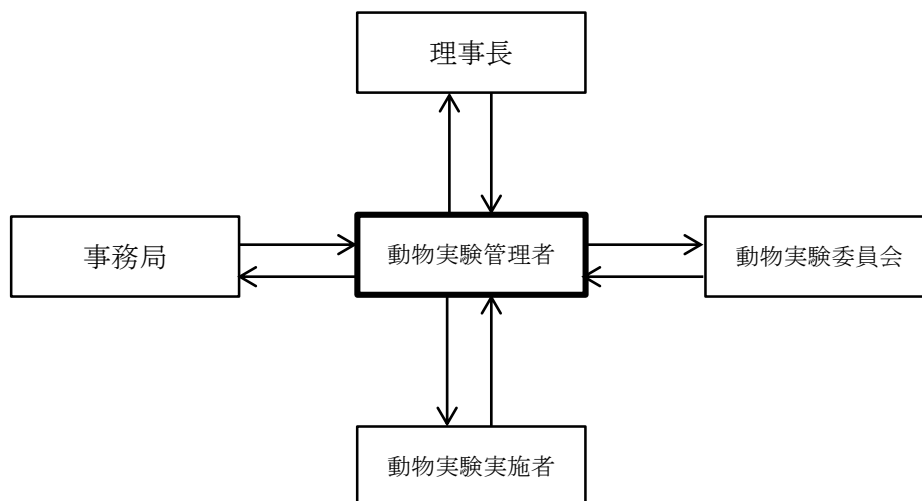 理事長
事務局
動物実験管理者
動物実験委員会
動物実験実施者